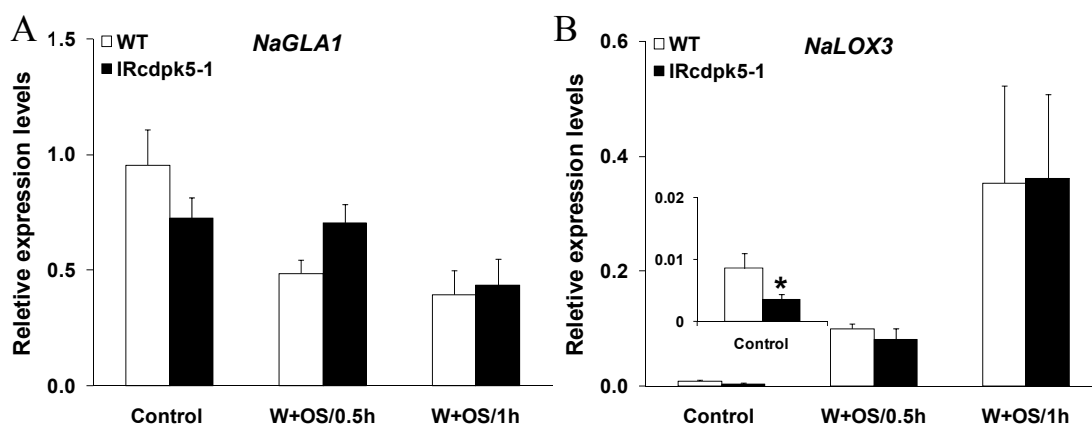 A
Reletive expression levels
1.5
1.0
0.5
0.0
WT
IRcdpk5-1
NaGLA1
Control
W+OS/0.5h
W+OS/1h
B
Reletive expression levels
0.6
0.4
0.2
0.0
WT
IRcdpk5-1
NaLOX3
0.02
0.01
0
*
Control
Control
W+OS/0.5h
W+OS/1h